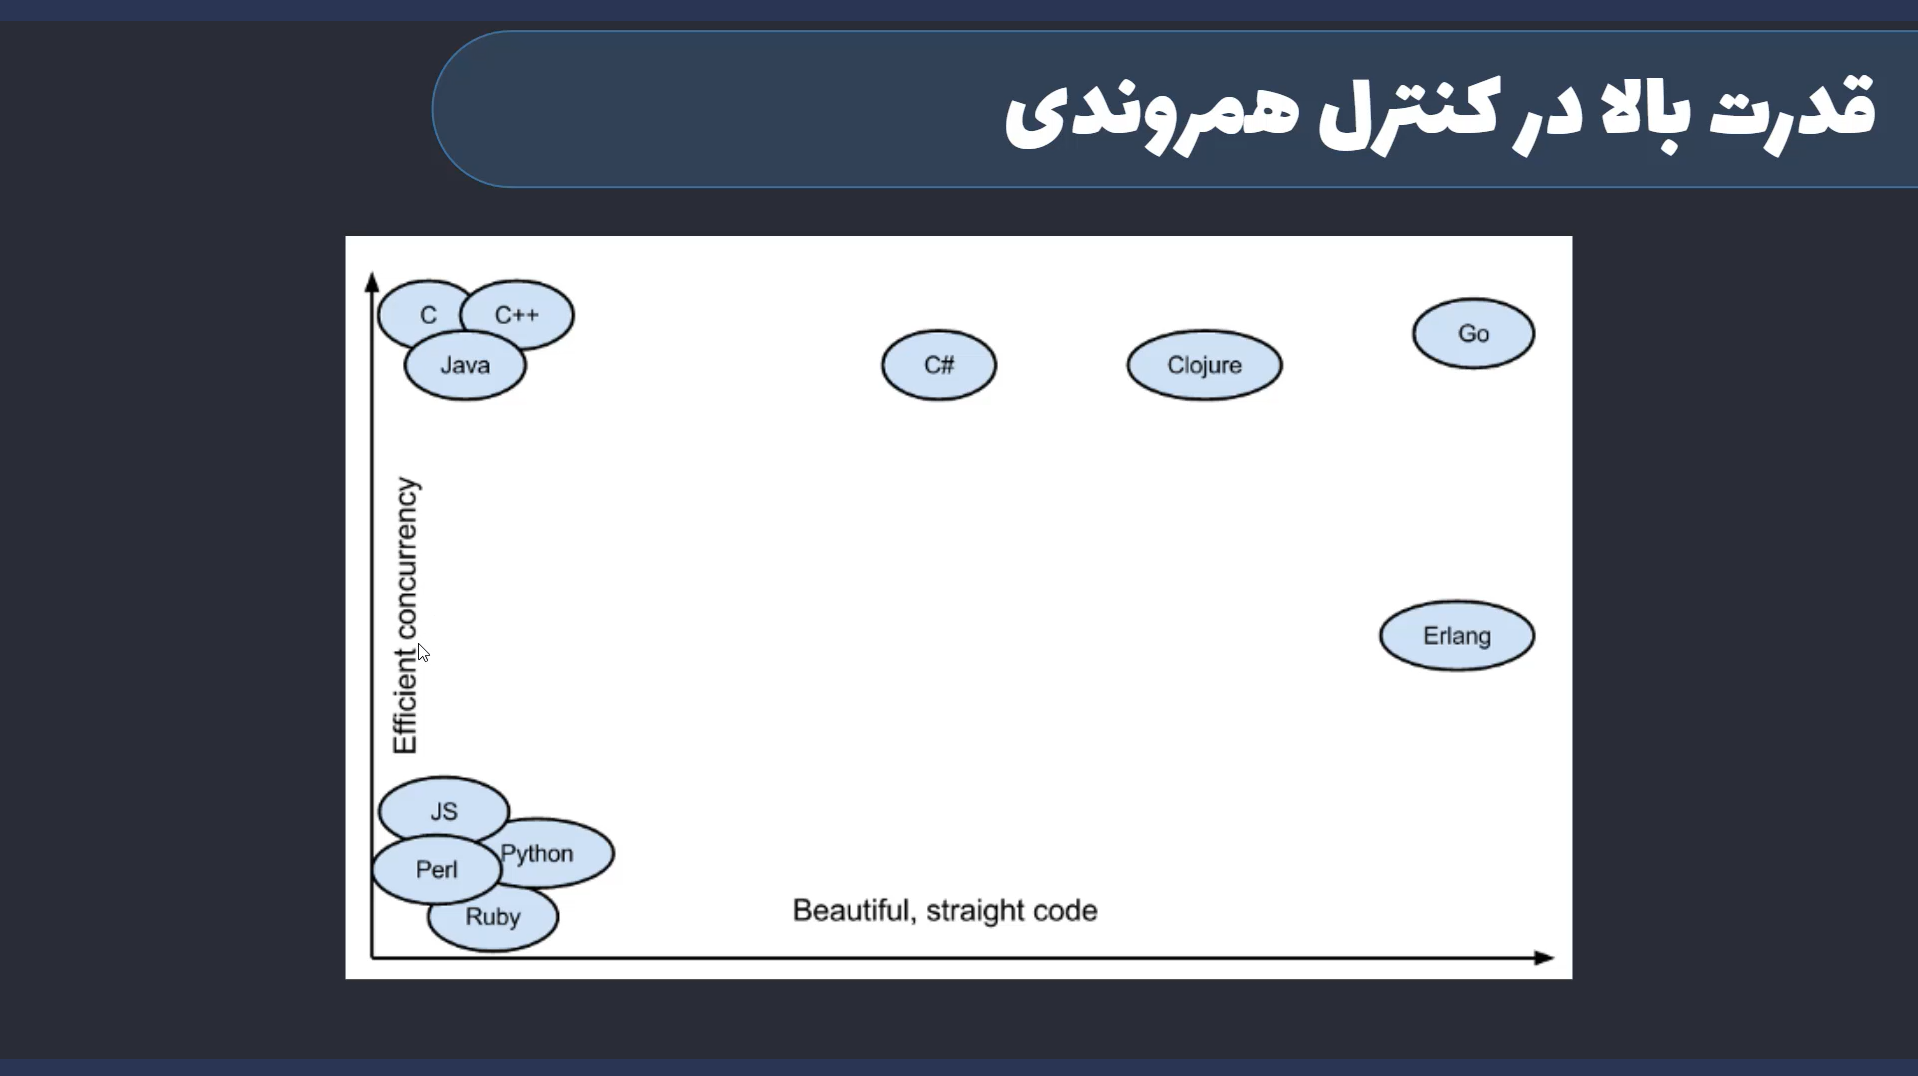 قدرت بالا در کنترل همروندی
C
C++
Java
C#
Clojure
Go
Efficient concurrency
Erlang
JS
Python
Perl
Ruby
Beautiful, straight code